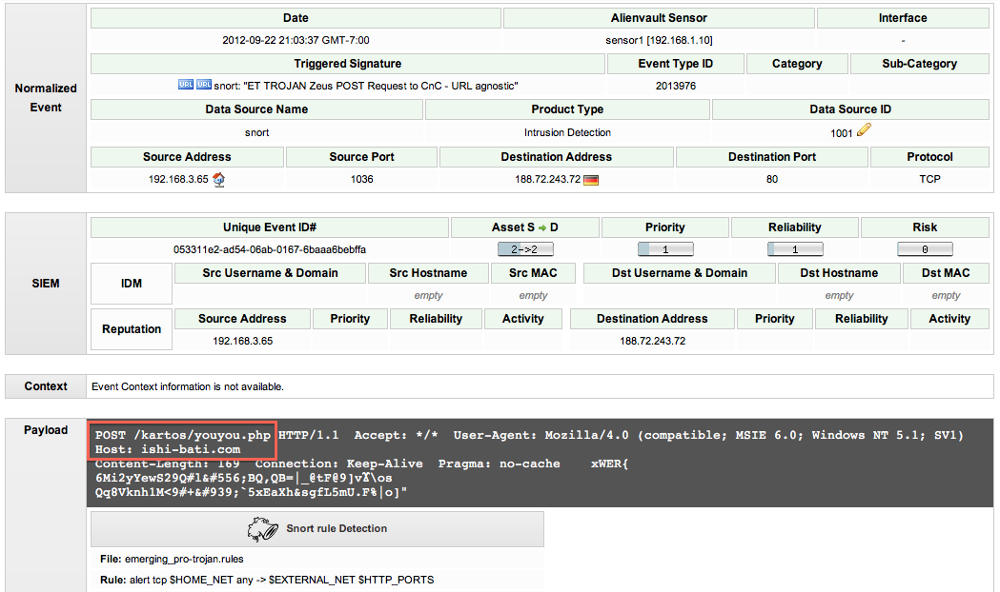 Normalized Event
Date Alienvault Sensor Interface
2012-09-22 21:03:37 GMT-7:00 sensor1 [192.168.1.10] -
Triggered Signature Event Type ID Category Sub-Category
URL URL snort: "ET TROJAN Zeus POST Request to CnC - URL agnostic" 2013976
Data Source Name Product Type Data Source ID
snort Intrusion Detection 1001
Source Address Source Port Destination Address Destination Port Protocol
192.168.3.65 1036 188.72.243.72 80 TCP
SIEM
Unique Event ID# Asset S D Priority Reliability Risk
053311e2-ad54-06ab-0167-6baaa6bebffa 2->2 1 1 0
IDM
Src Username & Domain Src Hostname Src MAC Dst Username & Domain Dst Hostname Dst MAC
empty empty empty empty
Reputation
Source Address Priority Reliability Activity Destination Address Priority Reliability Activity
192.168.3.65 188.72.243.72
Context Event Context information is not available.
Payload
POST /kartos/youyou.php HTTP/1.1 Accept: */* User-Agent: Mozilla/4.0 (compatible; MSIE 6.0; Windows NT 5.1; SV1)
Host: ishi-bati.com
Content-Length: 169 Connection: Keep-Alive Pragma: no-cache xWER{
6Mi2yYewS29Q#l&#556;BQ,QB=|_@tF@9]vϔ\os
Qq8Vknh1M<9#+&#939;`5xEaXh&sgfL5mU.F%|o]"
Snort rule Detection
File: emerging_pro-trojan.rules
Rule: alert tcp $HOME_NET any -> $EXTERNAL_NET $HTTP_PORTS